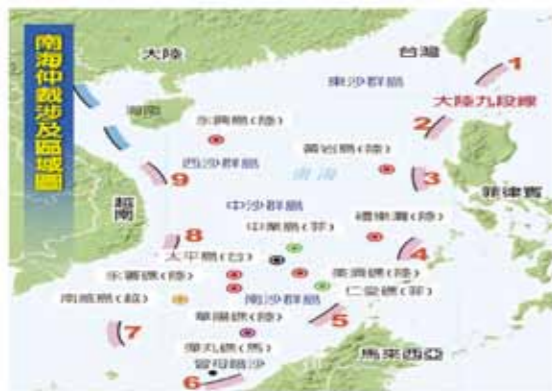 南海仲裁涉及區域圖
大陸
台灣
1
東沙群島
大陸九段線
海南
2
永興島(陸)
黃岩島(陸)
西沙群島
南海
3
9
菲律賓
越南
中沙群島
中業島(菲)
禮樂灘(陸)
8
4
太平島(台)
永暑礁(陸)
美濟礁(陸)
仁愛礁(菲)
南威島(越)
南沙群島
5
華陽礁(陸)
7
彈丸礁(馬)
馬來西亞
曾母暗沙
6